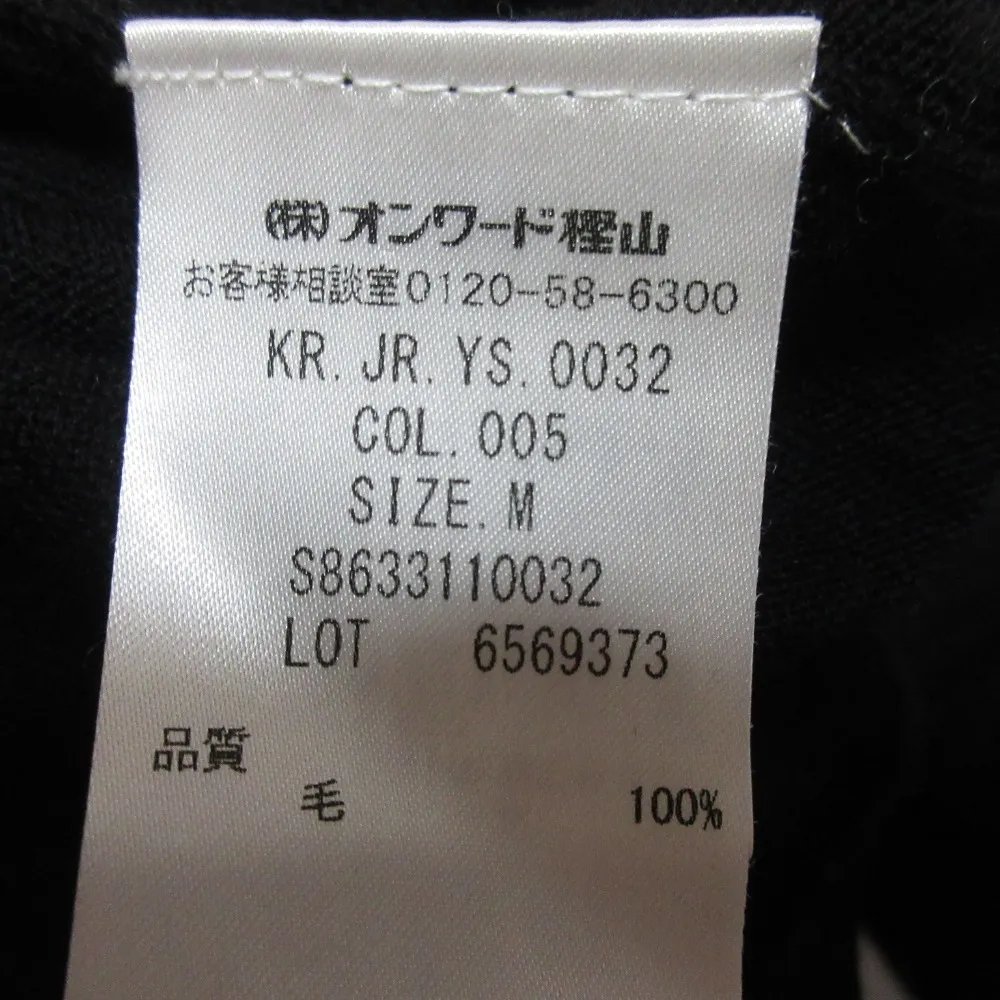 (株)オンワード樫山
お客様相談室0120-58-6300
KR.JR.YS.0032
COL.005
SIZE.M
S8633110032
LOT 6569373
品質
毛 100%